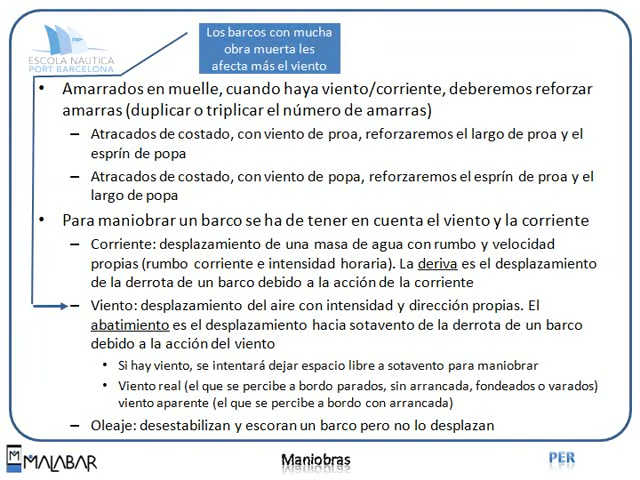 Los barcos con mucha
obra muerta les
afecta más el viento
ESCOLA NÁUTICA
PORT BARCELONA
• Amarrados en muelle, cuando haya viento/corriente, deberemos reforzar
amarras (duplicar o triplicar el número de amarras)
– Atracados de costado, con viento de proa, reforzaremos el largo de proa y el
esprín de popa
– Atracados de costado, con viento de popa, reforzaremos el esprín de proa y el
largo de popa
• Para maniobrar un barco se ha de tener en cuenta el viento y la corriente
– Corriente: desplazamiento de una masa de agua con rumbo y velocidad
propias (rumbo corriente e intensidad horaria). La deriva es el desplazamiento
de la derrota de un barco debido a la acción de la corriente
– Viento: desplazamiento del aire con intensidad y dirección propias. El
abatimiento es el desplazamiento hacia sotavento de la derrota de un barco
debido a la acción del viento
• Si hay viento, se intentará dejar espacio libre a sotavento para maniobrar
• Viento real (el que se percibe a bordo parados, sin arrancada, fondeados o varados)
viento aparente (el que se percibe a bordo con arrancada)
– Oleaje: desestabilizan y escoran un barco pero no lo desplazan
M MALABAR
Maniobras
PER